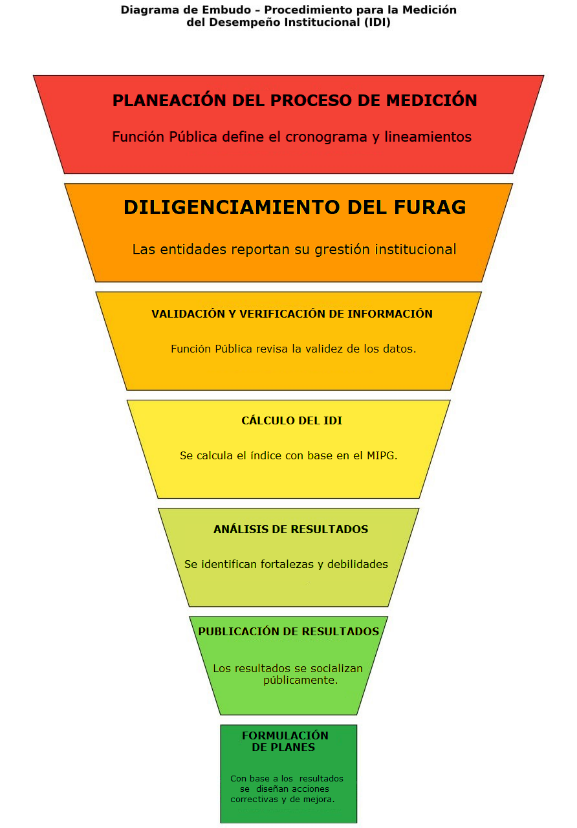 Diagrama de Embudo – Procedimiento para la Medición
del Desempeño Institucional (IDI)
PLANEACIÓN DEL PROCESO DE MEDICIÓN
Función Pública define el cronograma y lineamientos
DILIGENCIAMIENTO DEL FURAG
Las entidades reportan su grestión institucional
VALIDACIÓN Y VERIFICACIÓN DE INFORMACIÓN
Función Pública revisa la validez de los datos.
CÁLCULO DEL IDI
Se calcula el índice con base en el MIPG.
ANÁLISIS DE RESULTADOS
Se identifican fortalezas y debilidades
PUBLICACIÓN DE RESULTADOS
Los resultados se soclalizan
públicamente.
FORMULACIÓN
DE PLANES
Con base a los resultados
se diseñan acciones
correctivas y de mejora.